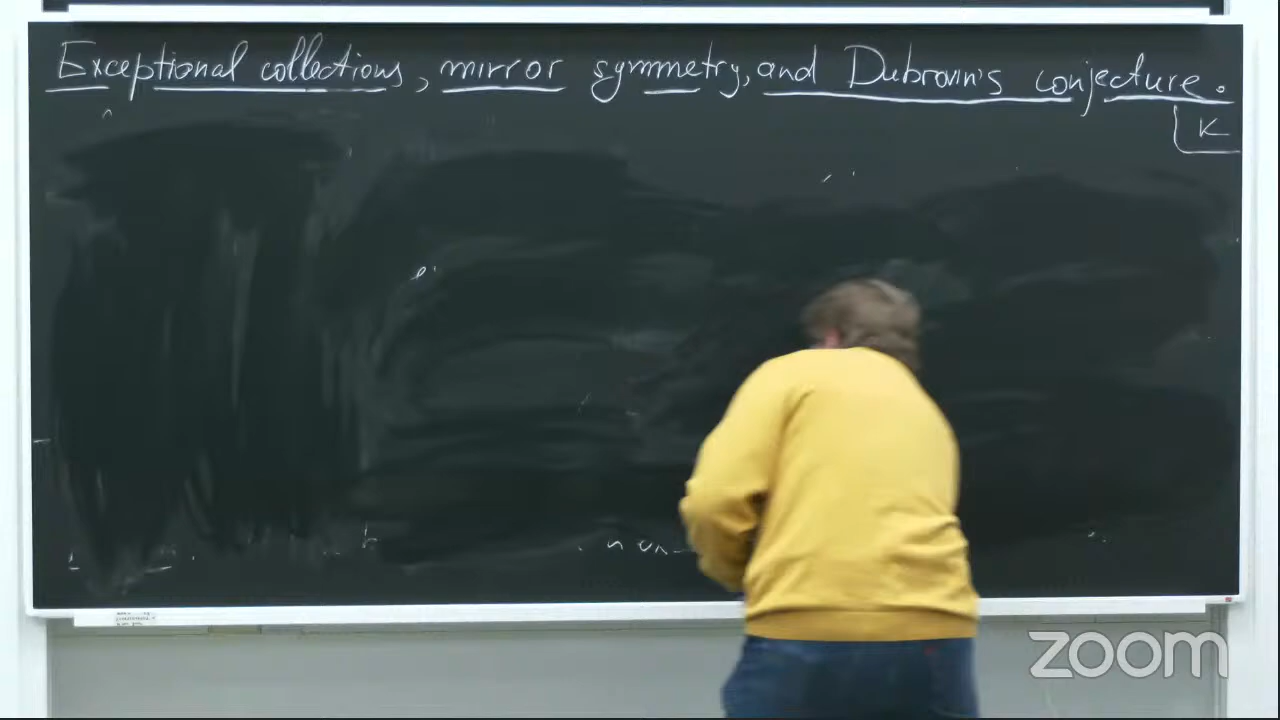 Exceptional collections, mirror symmetry, and Dubrovin's conjecture.
K
zoom